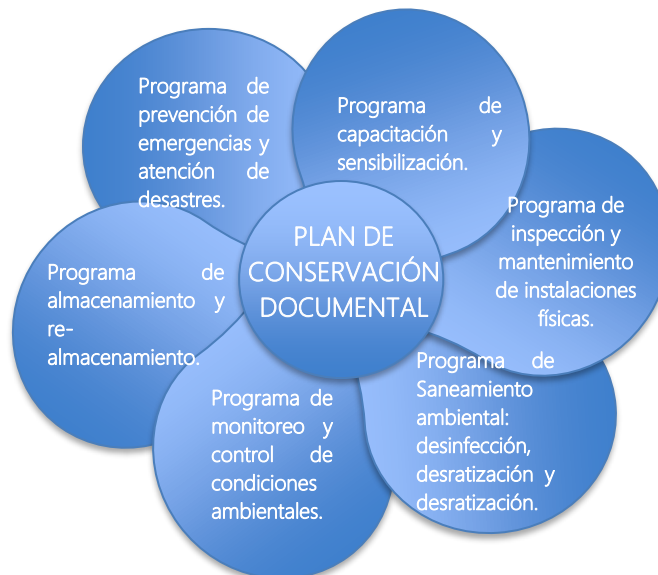 Programa de
prevención de
emergencias y
atención de
desastres.
Programa de
capacitación y
sensibilización.
Programa de
inspección y
mantenimiento
de instalaciones
físicas.
PLAN DE
CONSERVACIÓN
DOCUMENTAL
Programa de
almacenamiento y
re-
almacenamiento.
Programa de
Saneamiento
ambiental:
desinfección,
desratización y
desratización.
Programa de
monitoreo y
control de
condiciones
ambientales.